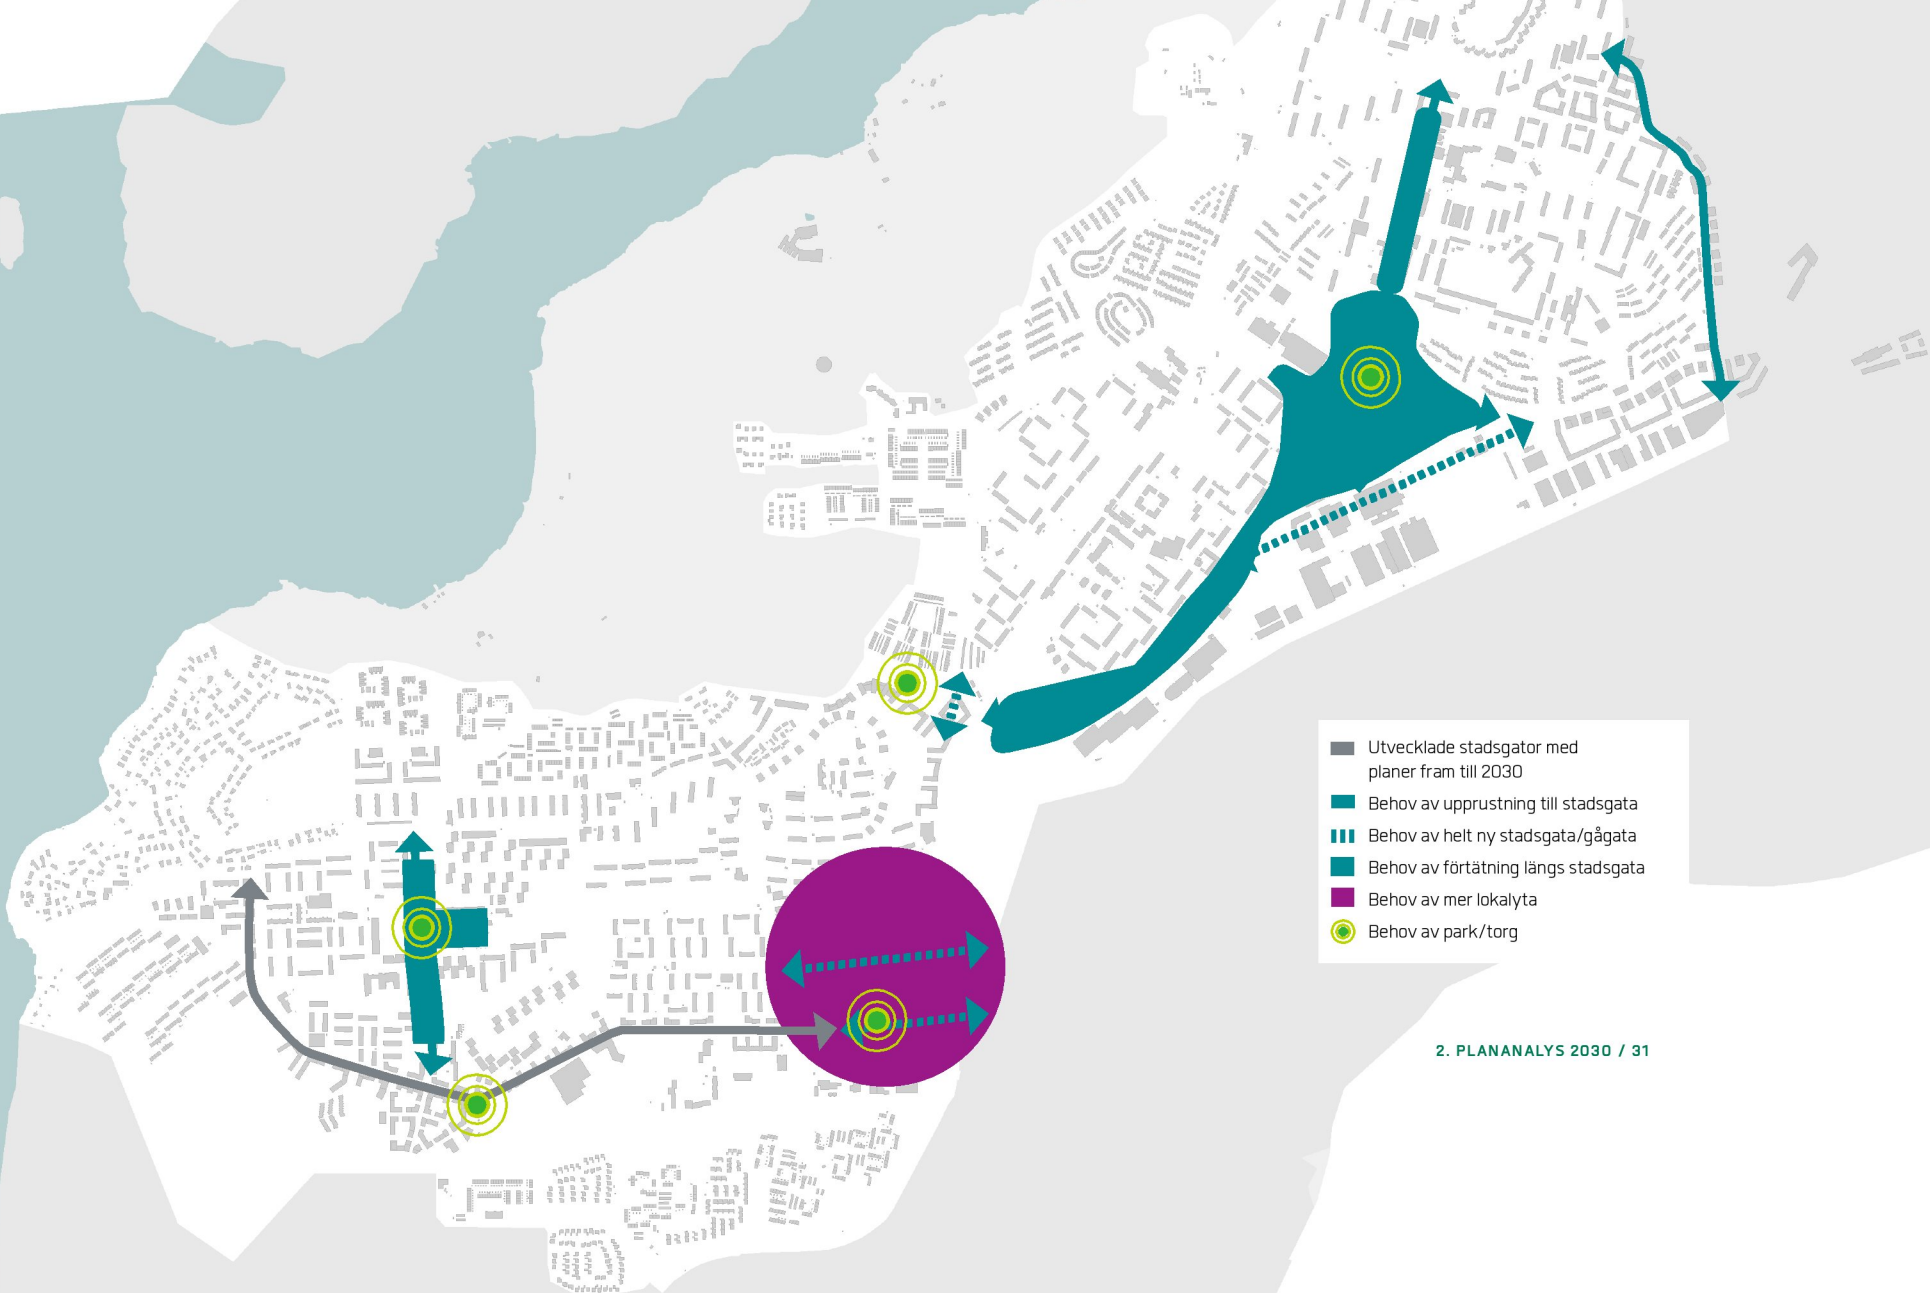 Utvecklade stadsgator med
planer fram till 2030
Behov av upprustning till stadsgata
Behov av helt ny stadsgata/gågata
Behov av förtätning längs stadsgata
Behov av mer lokalyta
Behov av park/torg
2. PLANANALYS 2030 / 31